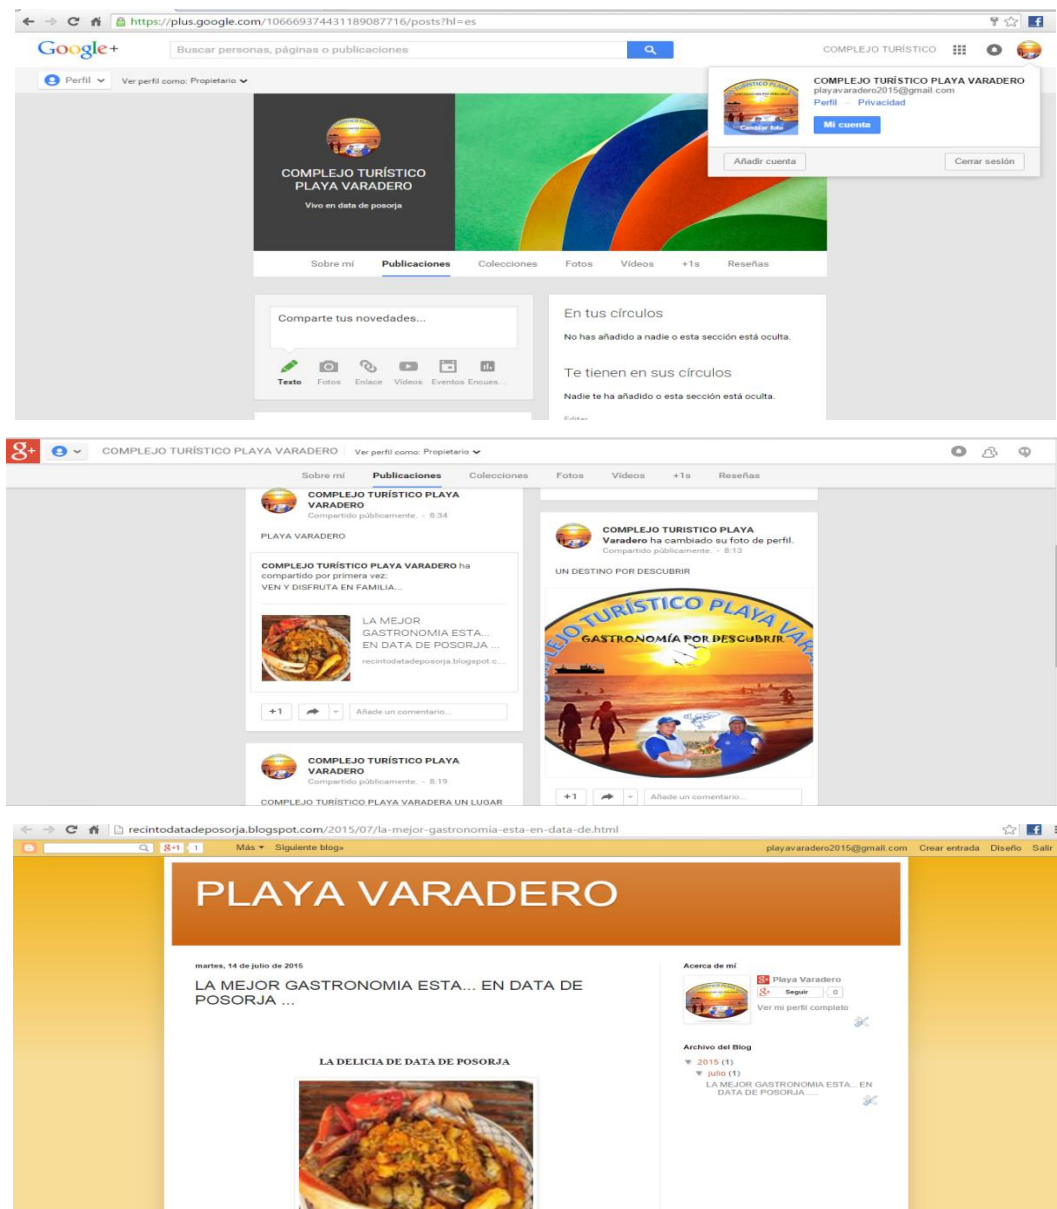 https://plus.google.com/106669374431189087716/posts?hl=es
Google+
Buscar personas, páginas o publicaciones
COMPLEJO TURÍSTICO
Perfil
Ver perfil como: Propietario
COMPLEJO TURÍSTICO PLAYA VARADERO
playavaradero2015@gmail.com
Perfil – Privacidad
Cambiar foto
Mi cuenta
Añadir cuenta
Cerrar sesión
COMPLEJO TURÍSTICO
PLAYA VARADERO
Vivo en data de posorja
Sobre mí Publicaciones Colecciones Fotos Vídeos +1s Reseñas
Comparte tus novedades...
Texto Fotos Enlace Vídeos Eventos Encues...
En tus círculos
No has añadido a nadie o esta sección está oculta.
Te tienen en sus círculos
Nadie te ha añadido o esta sección está oculta.
Editar
g+
COMPLEJO TURÍSTICO PLAYA VARADERO Ver perfil como: Propietario
Sobre mí Publicaciones Colecciones Fotos Vídeos +1s Reseñas
COMPLEJO TURÍSTICO PLAYA
VARADERO
Compartido públicamente. - 8:34
PLAYA VARADERO
COMPLEJO TURÍSTICO PLAYA VARADERO ha
compartido por primera vez:
VEN Y DISFRUTA EN FAMILIA...
LA MEJOR
GASTRONOMIA ESTA...
EN DATA DE POSORJA ...
recintodatadeposorja.blogspot.c...
+1
Añade un comentario...
COMPLEJO TURÍSTICO PLAYA
VARADERO
Compartido públicamente. - 8:19
COMPLEJO TURÍSTICO PLAYA VARADERA UN LUGAR
COMPLEJO TURISTICO PLAYA
Varadero ha cambiado su foto de perfil.
Compartido públicamente. - 8:13
UN DESTINO POR DESCUBRIR
TURÍSTICO PLAYA
GASTRONOMÍA POR DESCUBRIR
+1
Añade un comentario...
recintodatadeposorja.blogspot.com/2015/07/la-mejor-gastronomia-esta-en-data-de.html
g+1 1 Más Siguiente blog»
playavaradero2015@gmail.com Crear entrada Diseño Salir
PLAYA VARADERO
martes, 14 de julio de 2015
LA MEJOR GASTRONOMIA ESTA... EN DATA DE
POSORJA ...
LA DELICIA DE DATA DE POSORJA
Acerca de mí
Playa Varadero
Seguir 0
Ver mi perfil completo
Archivo del Blog
▼ 2015 (1)
▼ julio (1)
LA MEJOR GASTRONOMIA ESTA... EN
DATA DE POSORJA.....